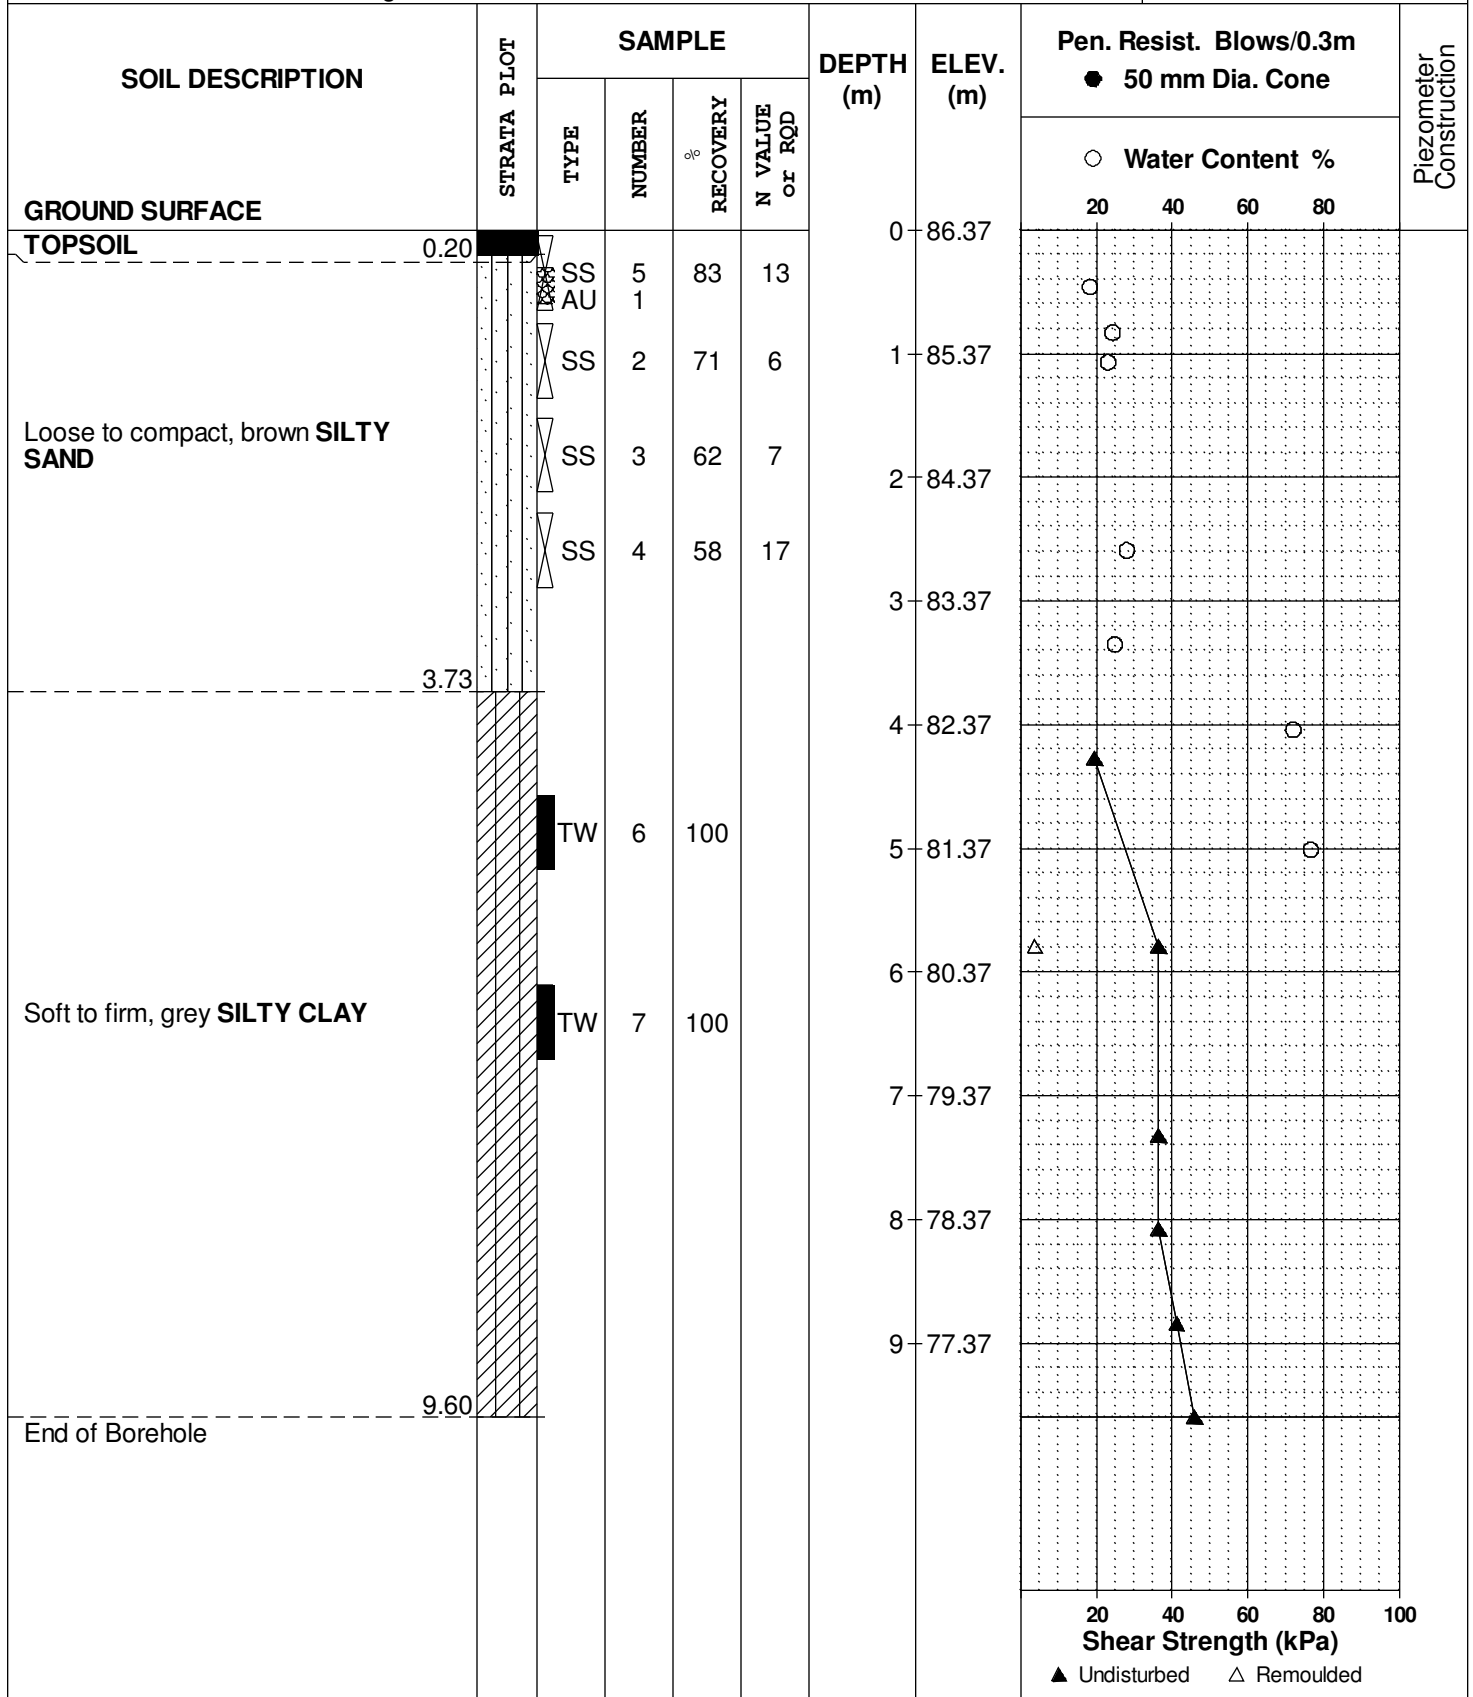 SOIL DESCRIPTION
GROUND SURFACE
STRATA PLOT
SAMPLE
TYPE
NUMBER
% RECOVERY
N VALUE or RQD
DEPTH (m)
ELEV. (m)
Pen. Resist. Blows/0.3m
● 50 mm Dia. Cone
○ Water Content %
20 40 60 80
Piezometer Construction
0 86.37
TOPSOIL 0.20
SS 5 83 13
AU 1
1 85.37
SS 2 71 6
Loose to compact, brown SILTY
SAND
SS 3 62 7
2 84.37
SS 4 58 17
3 83.37
3.73
4 82.37
TW 6 100
5 81.37
6 80.37
Soft to firm, grey SILTY CLAY
TW 7 100
7 79.37
8 78.37
9 77.37
9.60
End of Borehole
20 40 60 80 100
Shear Strength (kPa)
▲ Undisturbed △ Remoulded